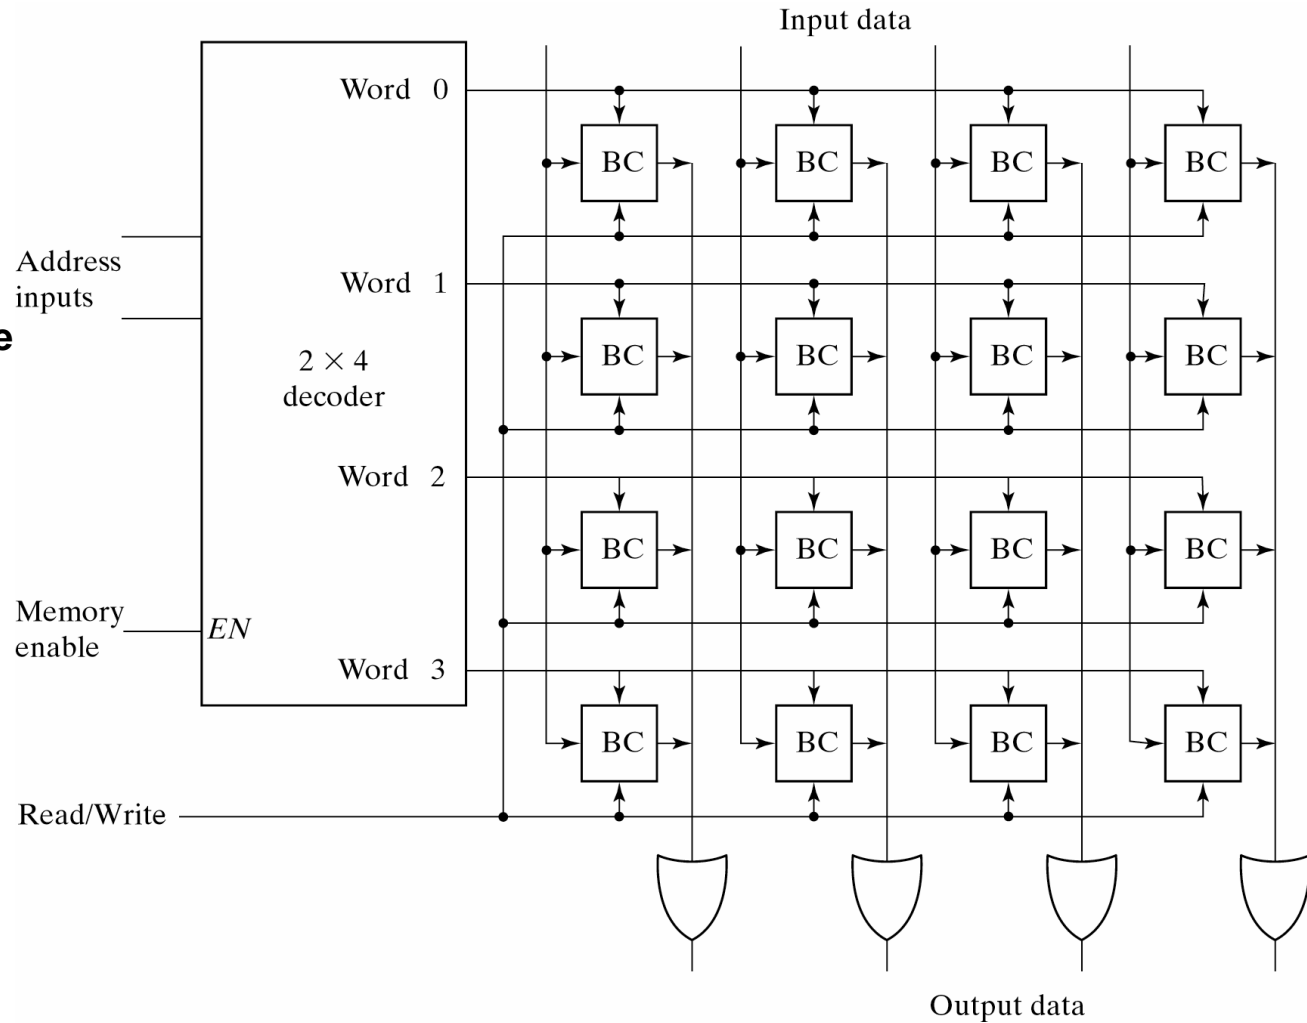 Input data
Word 0
BC BC BC BC
Address
inputs
Word 1
e
BC BC BC BC
2 × 4
decoder
Word 2
BC BC BC BC
Memory
enable
EN
Word 3
BC BC BC BC
Read/Write
Output data